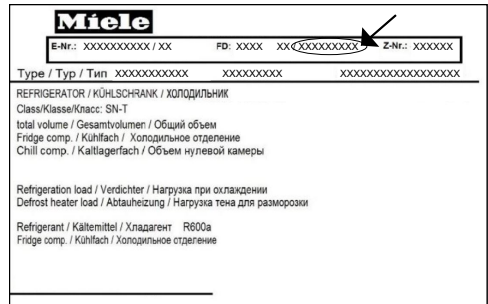 Miele
E-Nr.: XXXXXXXXXX / XX FD: XXXX XX XXXXXXXXX Z-Nr.: XXXXXX
Type / Typ / Тип XXXXXXXXXXX XXXXXXXXX XXXXXXXXXXXXXXXXXX
REFRIGERATOR / KÜHLSCHRANK / ХОЛОДИЛЬНИК
Class/Klasse/Класс: SN-T
total volume / Gesamtvolumen / Общий объем
Fridge comp. / Kühlfach / Холодильное отделение
Chill comp. / Kaltlagerfach / Объем нулевой камеры
Refrigeration load / Verdichter / Нагрузка при охлаждении
Defrost heater load / Abtauheizung / Нагрузка тена для разморозки
Refrigerant / Kältemittel / Хладагент R600a
Fridge comp. / Kühlfach / Холодильное отделение